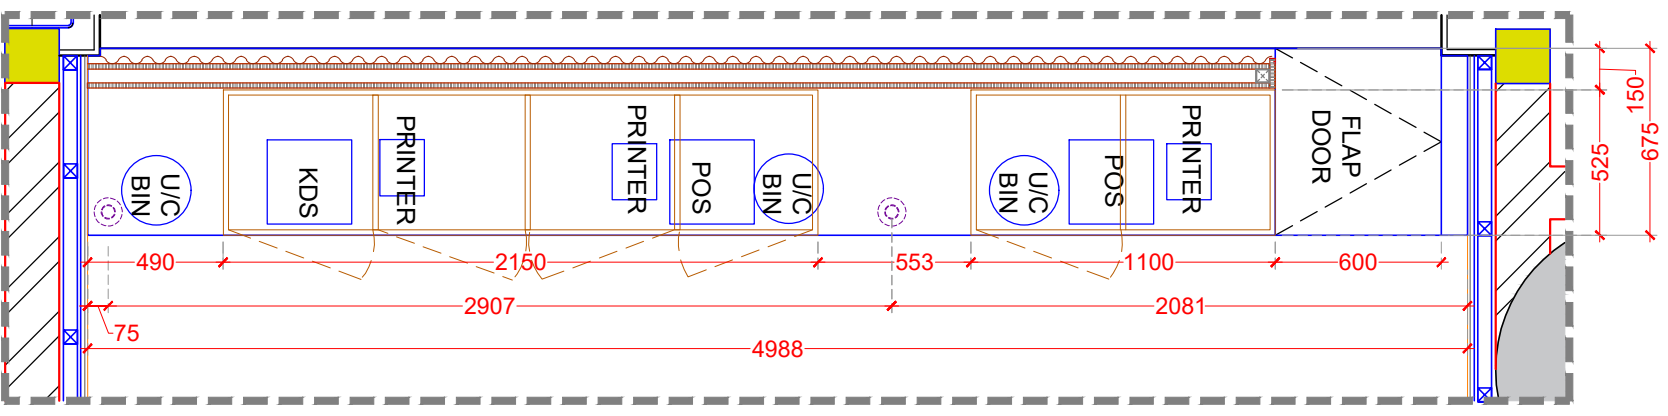 U/C
BIN
KDS
PRINTER
PRINTER
POS
U/C
BIN
U/C
BIN
POS
PRINTER
FLAP
DOOR
150
675
525
490
2150
553
1100
600
2907
2081
75
4988